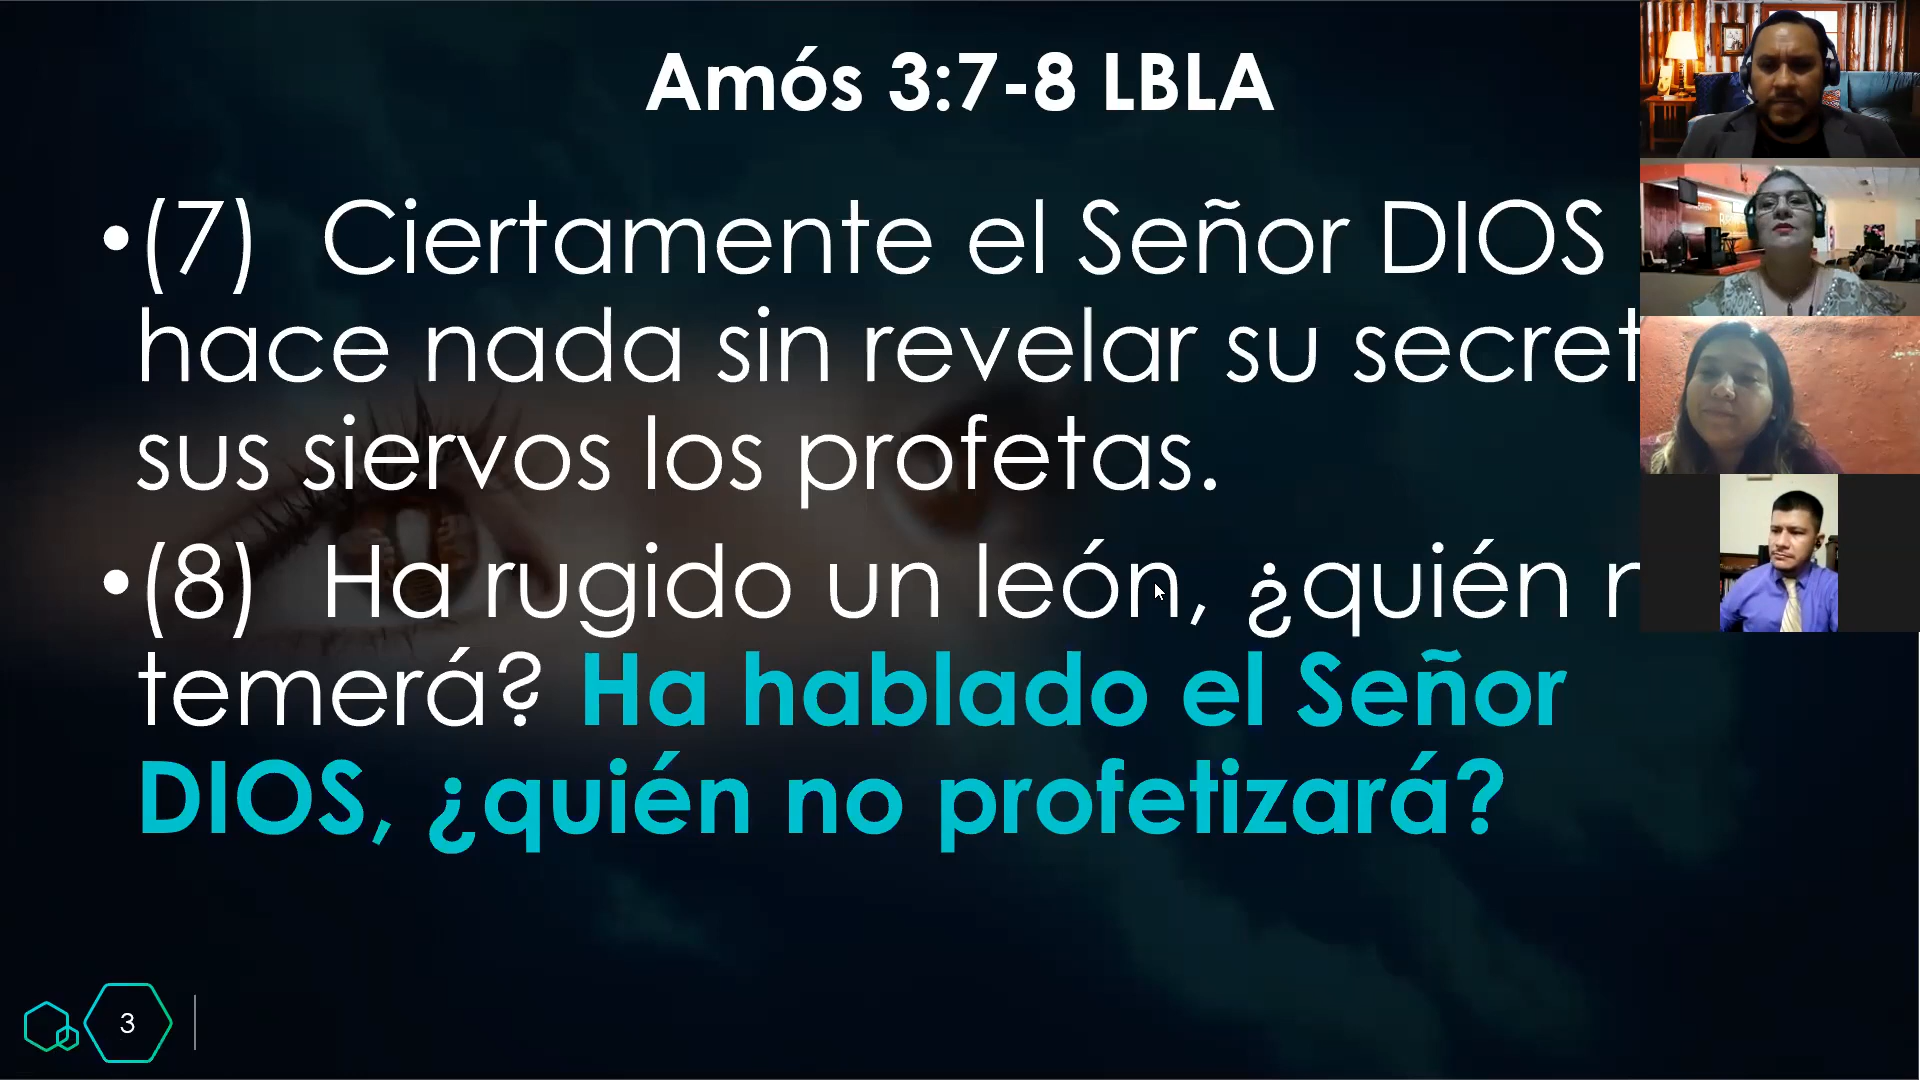 Amós 3:7-8 LBLA
•(7) Ciertamente el Señor DIOS
hace nada sin revelar su secret
sus siervos los profetas.
•(8) Ha rugido un león, ¿quién
temerá? Ha hablado el Señor
DIOS, ¿quién no profetizará?
3